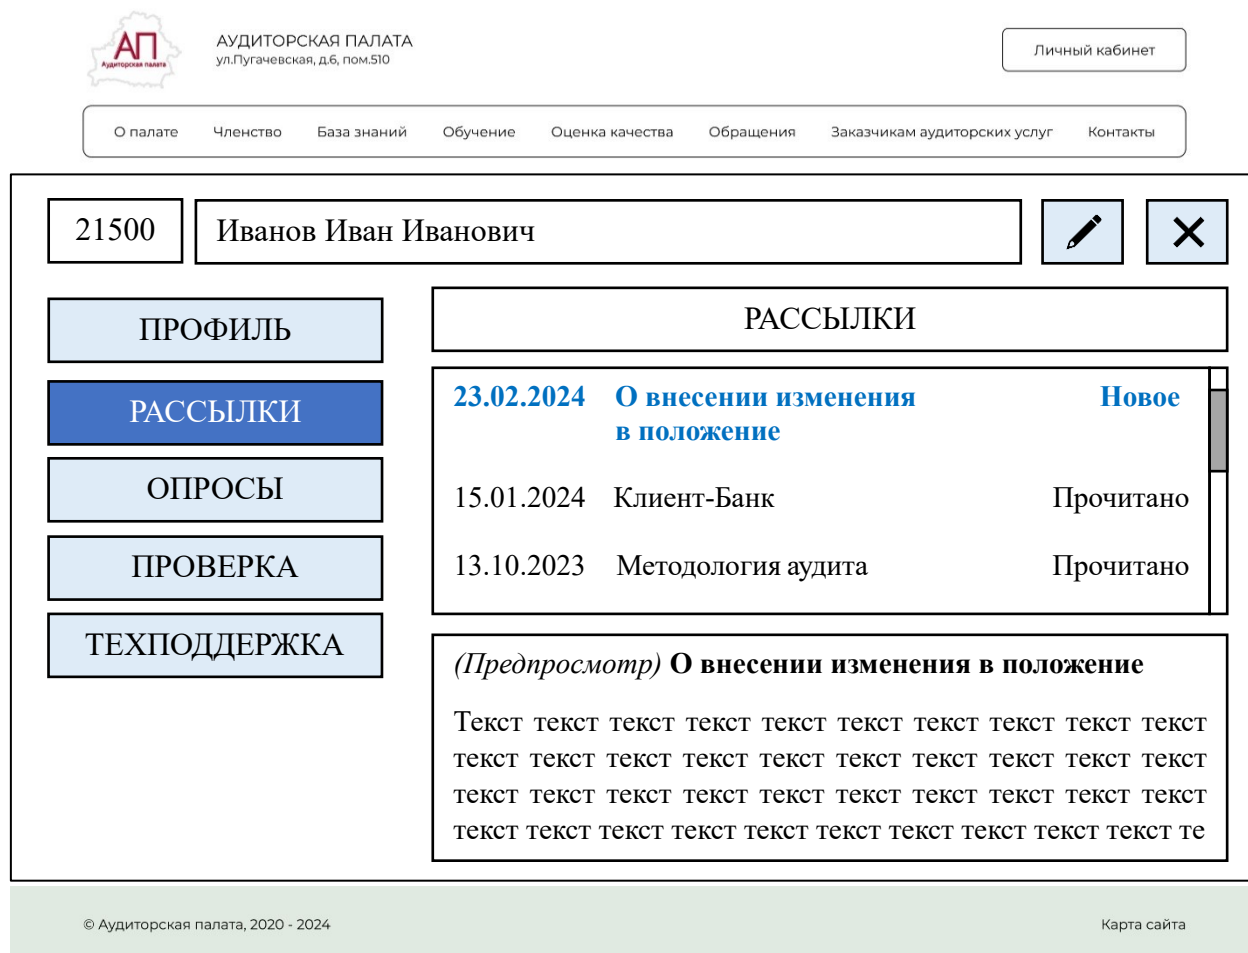 АП
Аудиторская палата
АУДИТОРСКАЯ ПАЛАТА
ул.Пугачевская, д.6, пом.510
Личный кабинет
О палате Членство База знаний Обучение Оценка качества Обращения Заказчикам аудиторских услуг Контакты
21500 Иванов Иван Иванович
ПРОФИЛЬ
РАССЫЛКИ
ОПРОСЫ
ПРОВЕРКА
ТЕХПОДДЕРЖКА
РАССЫЛКИ
23.02.2024 О внесении изменения Новое
в положение
15.01.2024 Клиент-Банк Прочитано
13.10.2023 Методология аудита Прочитано
(Предпросмотр) О внесении изменения в положение
Текст текст текст текст текст текст текст текст текст текст
текст текст текст текст текст текст текст текст текст текст
текст текст текст текст текст текст текст текст текст текст
текст текст текст текст текст текст текст текст текст текст те
© Аудиторская палата, 2020 - 2024
Карта сайта